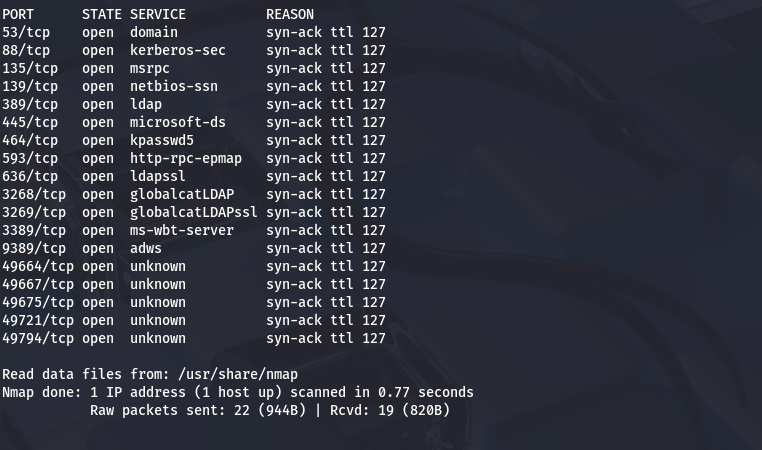 PORT STATE SERVICE REASON
53/tcp open domain syn-ack ttl 127
88/tcp open kerberos-sec syn-ack ttl 127
135/tcp open msrpc syn-ack ttl 127
139/tcp open netbios-ssn syn-ack ttl 127
389/tcp open ldap syn-ack ttl 127
445/tcp open microsoft-ds syn-ack ttl 127
464/tcp open kpasswd5 syn-ack ttl 127
593/tcp open http-rpc-epmap syn-ack ttl 127
636/tcp open ldapssl syn-ack ttl 127
3268/tcp open globalcatLDAP syn-ack ttl 127
3269/tcp open globalcatLDAPssl syn-ack ttl 127
3389/tcp open ms-wbt-server syn-ack ttl 127
9389/tcp open adws syn-ack ttl 127
49664/tcp open unknown syn-ack ttl 127
49667/tcp open unknown syn-ack ttl 127
49675/tcp open unknown syn-ack ttl 127
49721/tcp open unknown syn-ack ttl 127
49794/tcp open unknown syn-ack ttl 127
Read data files from: /usr/share/nmap
Nmap done: 1 IP address (1 host up) scanned in 0.77 seconds
Raw packets sent: 22 (944B) | Rcvd: 19 (820B)